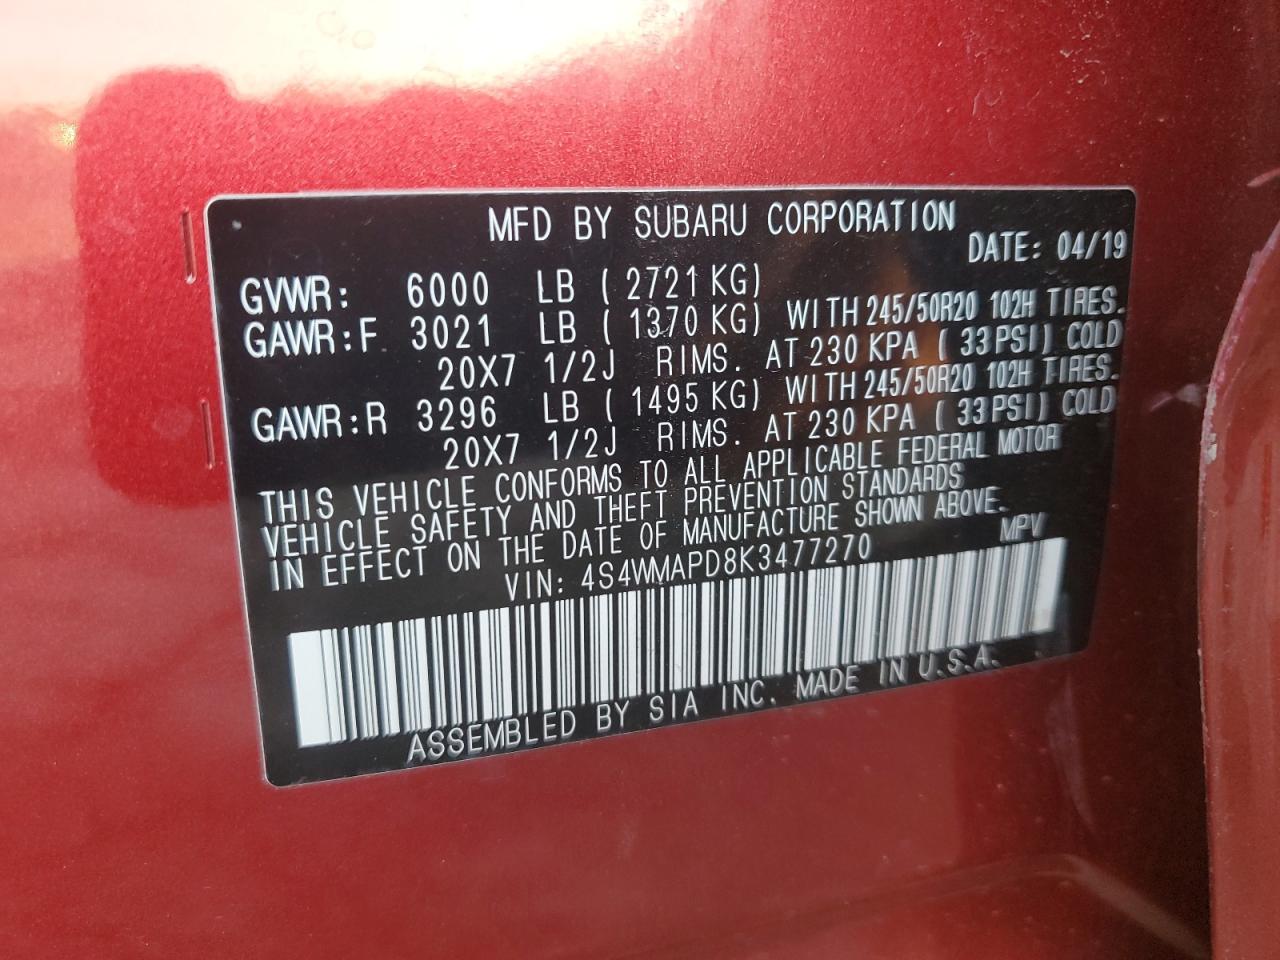 MFD BY SUBARU CORPORATION
DATE: 04/19
GVWR: 6000 LB ( 2721 KG)
GAWR:F 3021 LB ( 1370 KG) WITH 245/50R20 102H TIRES.
20X7 1/2J RIMS. AT 230 KPA ( 33 PSI) COLD
GAWR:R 3296 LB ( 1495 KG) WITH 245/50R20 102H TIRES.
20X7 1/2J RIMS. AT 230 KPA ( 33 PSI) COLD
THIS VEHICLE CONFORMS TO ALL APPLICABLE FEDERAL MOTOR
VEHICLE SAFETY AND THEFT PREVENTION STANDARDS
IN EFFECT ON THE DATE OF MANUFACTURE SHOWN ABOVE.
VIN: 4S4WMAPD8K3477270 MPV
ASSEMBLED BY SIA INC. MADE IN U.S.A.